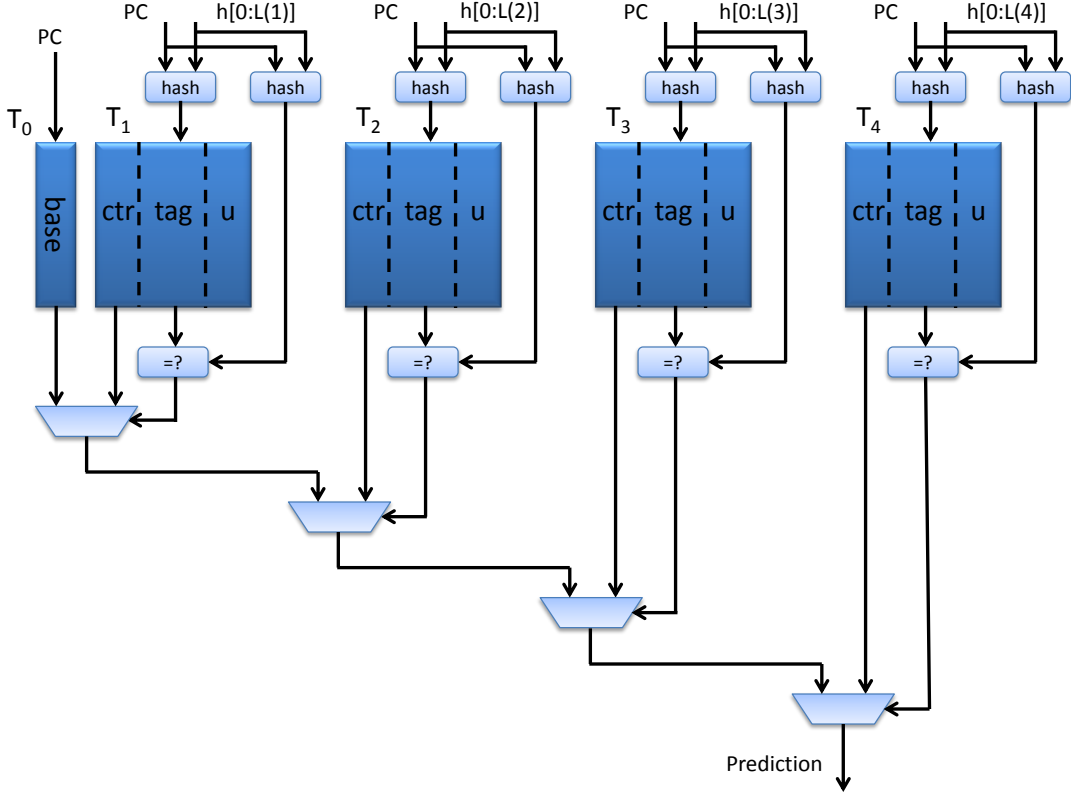 PC h[0:L(1)] PC h[0:L(2)] PC h[0:L(3)] PC h[0:L(4)]
PC
hash hash hash hash hash hash hash hash
T0 T1 T2 T3 T4
base ctr tag u ctr tag u ctr tag u ctr tag u
=? =? =? =?
Prediction